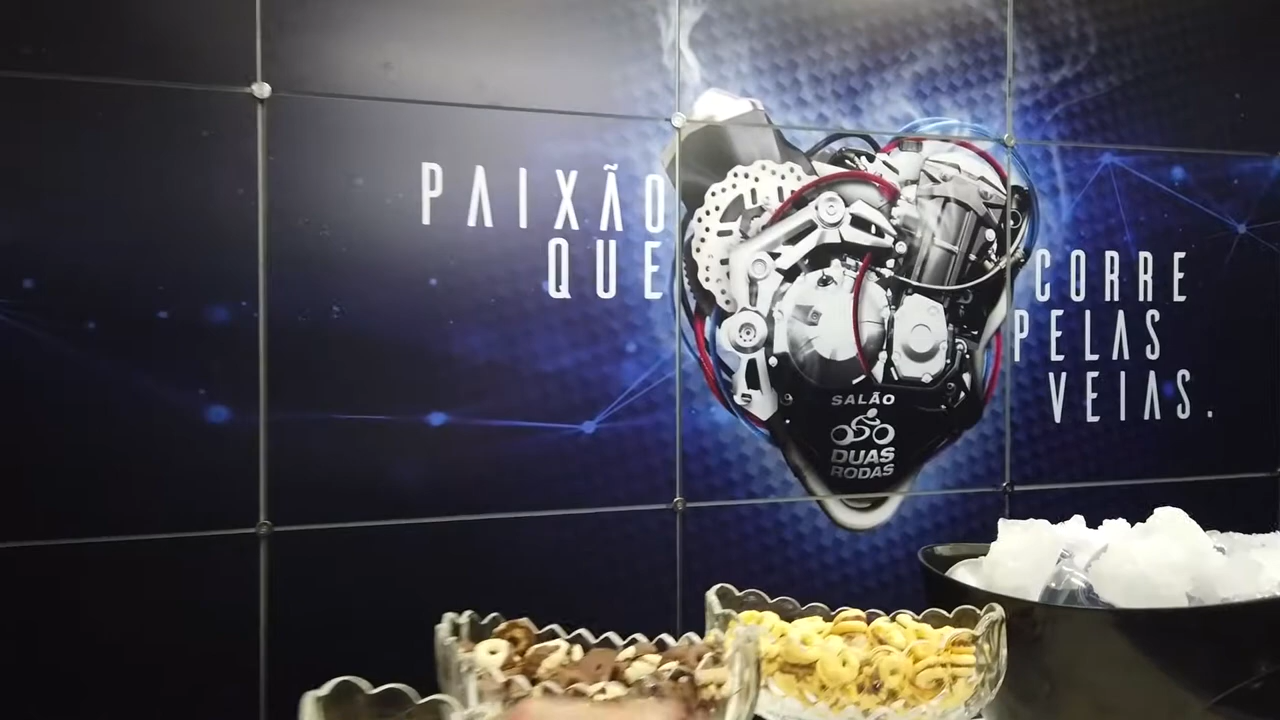 PAIXÃO
QUE
CORRE
PELAS
VEIAS.
SALÃO
DUAS
RODAS